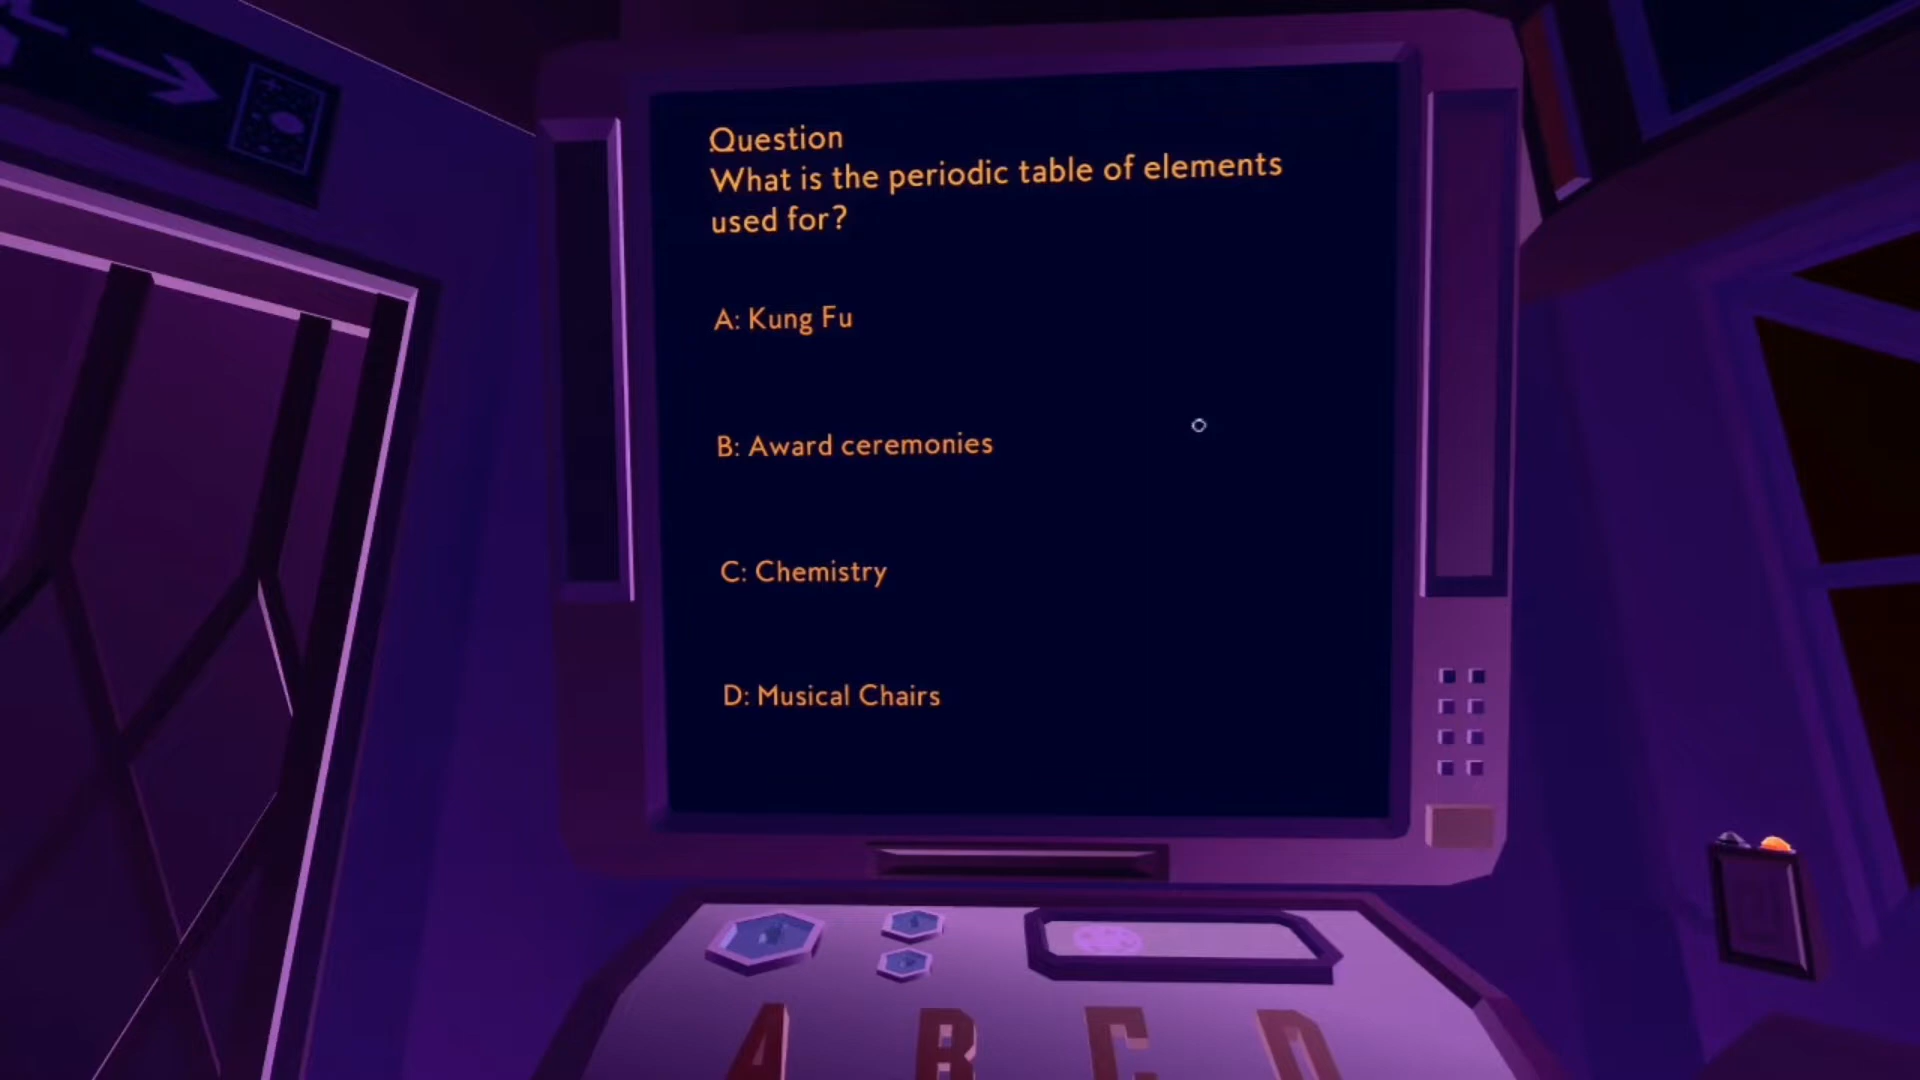 Question
What is the periodic table of elements
used for?
A: Kung Fu
B: Award ceremonies
C: Chemistry
D: Musical Chairs
A B C D